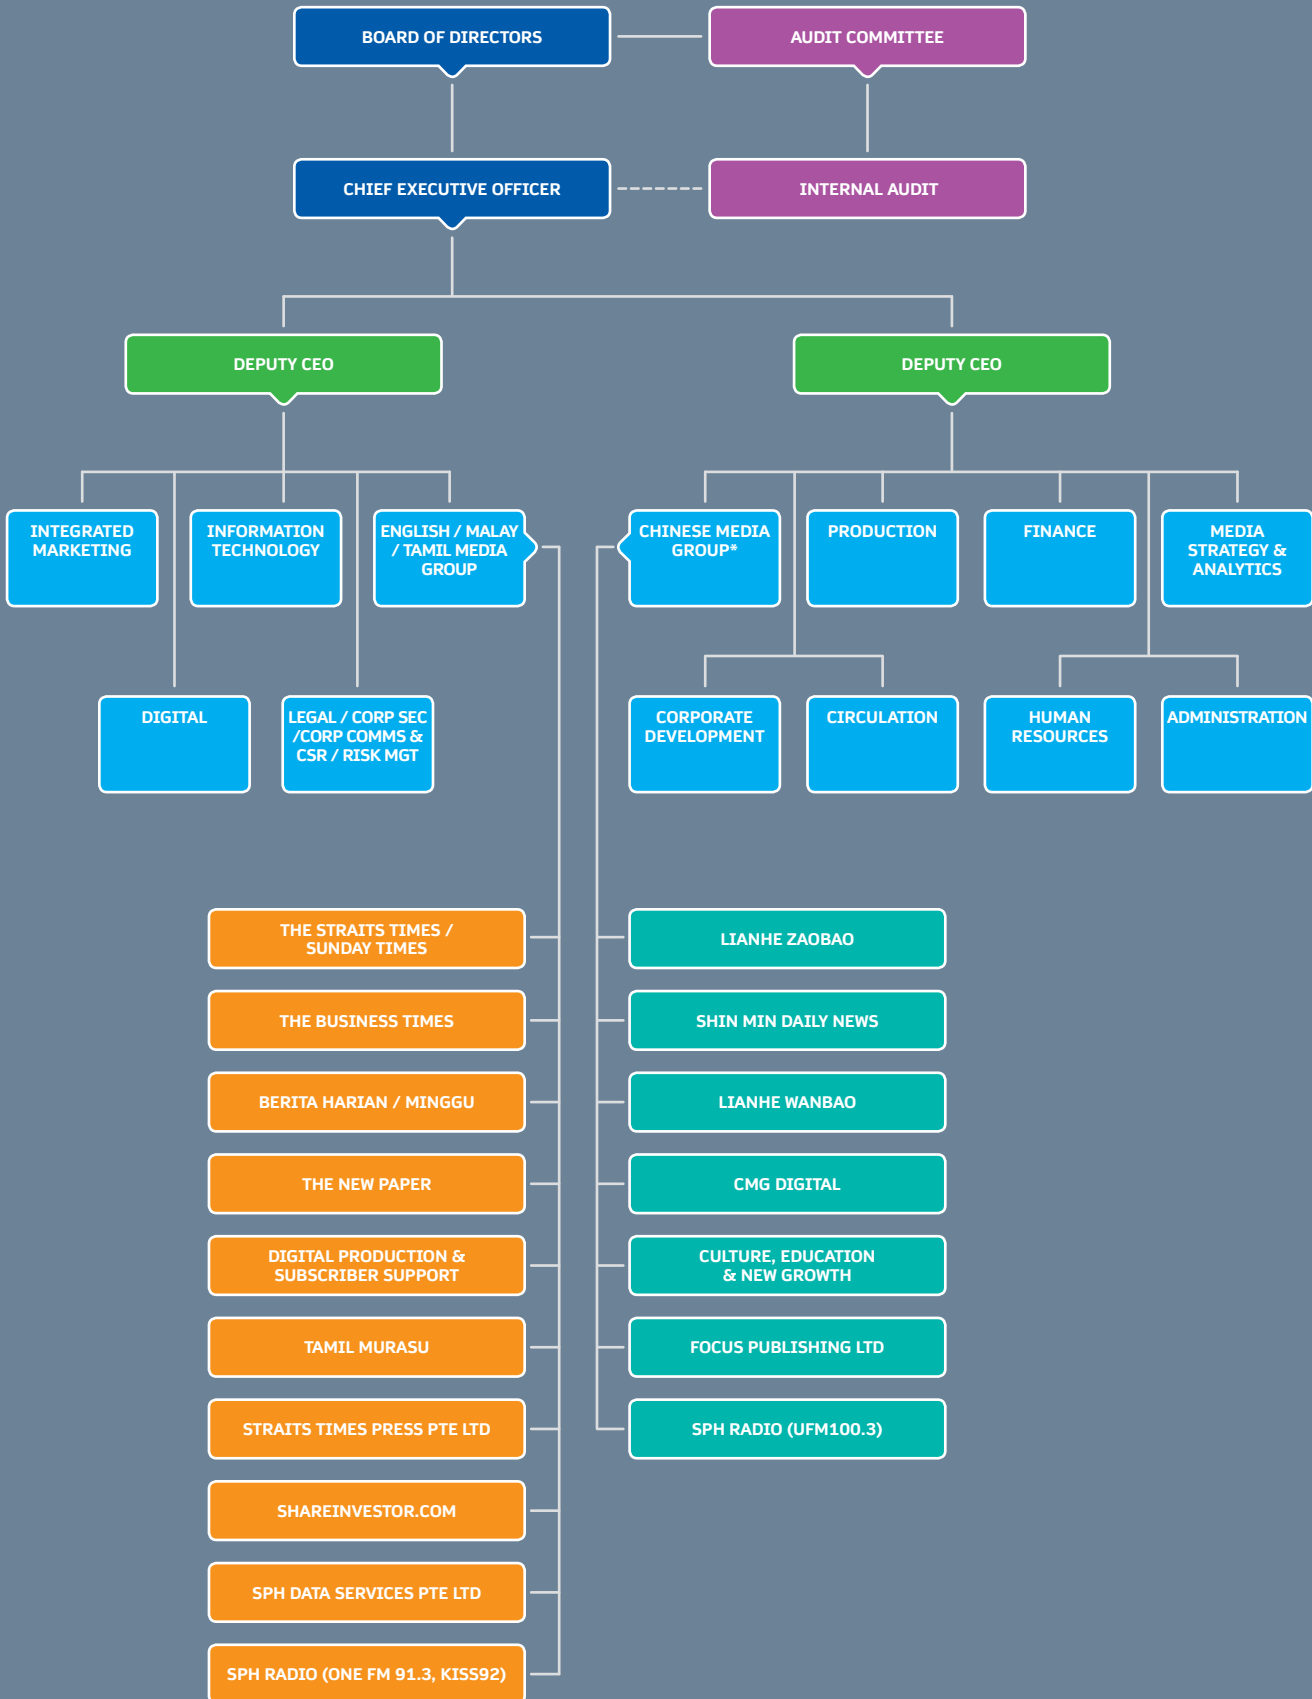 BOARD OF DIRECTORS
AUDIT COMMITTEE
CHIEF EXECUTIVE OFFICER
INTERNAL AUDIT
DEPUTY CEO
DEPUTY CEO
INTEGRATED
MARKETING
INFORMATION
TECHNOLOGY
ENGLISH / MALAY
/ TAMIL MEDIA
GROUP
CHINESE MEDIA
GROUP*
PRODUCTION
FINANCE
MEDIA
STRATEGY &
ANALYTICS
DIGITAL
LEGAL / CORP SEC
/CORP COMMS &
CSR / RISK MGT
CORPORATE
DEVELOPMENT
CIRCULATION
HUMAN
RESOURCES
ADMINISTRATION
THE STRAITS TIMES /
SUNDAY TIMES
THE BUSINESS TIMES
BERITA HARIAN / MINGGU
THE NEW PAPER
DIGITAL PRODUCTION &
SUBSCRIBER SUPPORT
TAMIL MURASU
STRAITS TIMES PRESS PTE LTD
SHAREINVESTOR.COM
SPH DATA SERVICES PTE LTD
SPH RADIO (ONE FM 91.3, KISS92)
LIANHE ZAOBAO
SHIN MIN DAILY NEWS
LIANHE WANBAO
CMG DIGITAL
CULTURE, EDUCATION
& NEW GROWTH
FOCUS PUBLISHING LTD
SPH RADIO (UFM100.3)